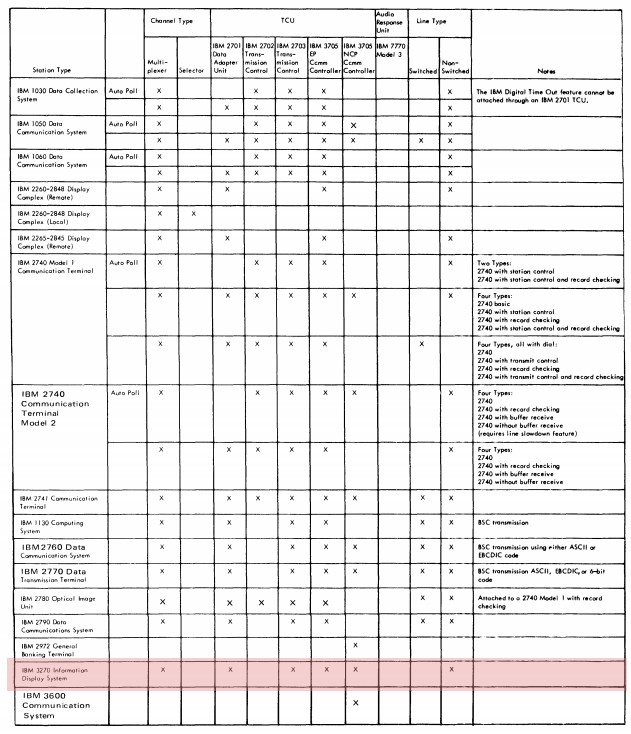 Channel Type TCU Audio Response Unit Line Type
Station Type Multi-plexer Selector IBM 2701 Data Adapter Unit IBM 2702 Trans-mission Control IBM 2703 Trans-mission Control IBM 3705 EP Comm Controller IBM 3705 NCP Comm Controller IBM 7770 Model 3 Switched Non-Switched Notes
IBM 1030 Data Collection System Auto Poll X X X X X The IBM Digital Time Out feature cannot be attached through an IBM 2701 TCU.
X X X X X X
IBM 1050 Data Communication System Auto Poll X X X X X X
X X X X X X X X
IBM 1060 Data Communication System Auto Poll X X X X X
X X X X X X
IBM 2260-2848 Display Complex (Remote) X X X X
IBM 2260-2848 Display Complex (Local) X X
IBM 2265-2845 Display Complex (Remote) X X X X
IBM 2740 Model 1 Communication Terminal Auto Poll X X X X X Two Types:
2740 with station control
2740 with station control and record checking
X X X X X X X Four Types:
2740 basic
2740 with station control
2740 with record checking
2740 with station control and record checking
X X X X X X Four Types, all with dial:
2740
2740 with transmit control
2740 with record checking
2740 with transmit control and record checking
IBM 2740 Communication Terminal Model 2 Auto Poll X X X X X X Four Types:
2740
2740 with record checking
2740 with buffer receive
2740 without buffer receive
(requires line slowdown feature)
X X X X X X Four Types:
2740
2740 with record checking
2740 with buffer receive
2740 without buffer receive
IBM 2741 Communication Terminal X X X X X X X X
IBM 1130 Computing System X X X X X X X BSC transmission
IBM2760 Data Communication System X X X X X X X BSC transmission using either ASCII or EBCDIC code
IBM 2770 Data Transmission Terminal X X X X X X X BSC transmission ASCII, EBCDIC, or 6-bit code
IBM 2780 Optical Image Unit X X X X X X X Attached to a 2740 Model 1 with record checking
IBM 2790 Data Communications System X X X X X X
IBM 2972 General Banking Terminal X
IBM 3270 Information Display System X X X X X X
IBM 3600 Communication System X